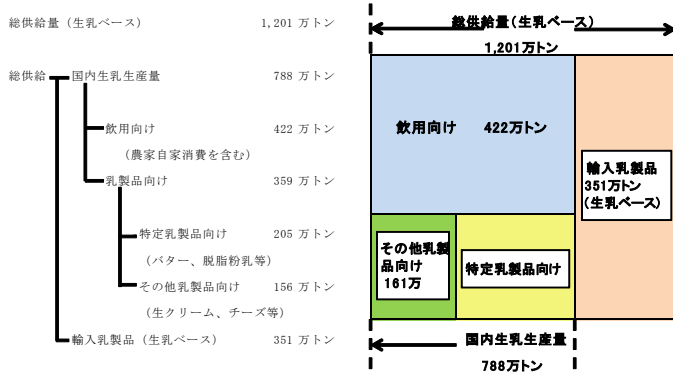 総供給量（生乳ベース） 1,201 万トン
総供給 国内生乳生産量 788 万トン
飲用向け 422 万トン
（農家自家消費を含む）
乳製品向け 359 万トン
特定乳製品向け 205 万トン
（バター、脱脂粉乳等）
その他乳製品向け 156 万トン
（生クリーム、チーズ等）
輸入乳製品（生乳ベース） 351 万トン
総供給量（生乳ベース）
1,201万トン
飲用向け 422万トン
輸入乳製品
351万トン
(生乳ベース)
その他乳製
品向け
161万
特定乳製品向け
国内生乳生産量
788万トン